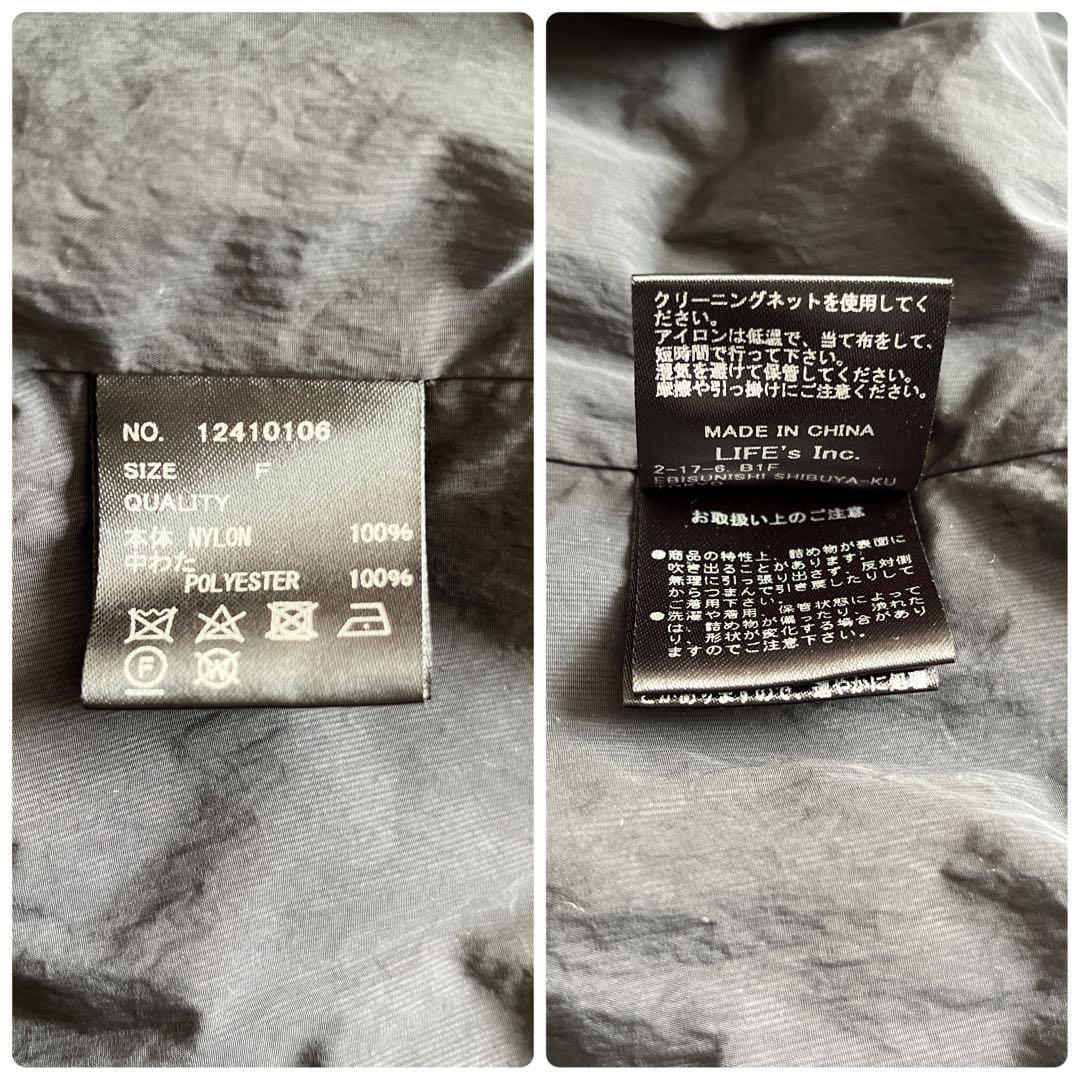 NO. 12410106
SIZE F
QUALITY
本体 NYLON 100%
中わた
POLYESTER 100%
F W
クリーニングネットを使用してく
ださい。
アイロンは低温で、当て布をして、
短時間で行って下さい。
湿気を避けて保管してください。
摩擦や引っ掛けにご注意ください。
MADE IN CHINA
LIFE's Inc.
2-17-6, B1F
EBISUNISHI SHIBUYA-KU
TOKYO
お取扱い上のご注意
●商品の特性上、詰め物が表面に
吹き出ることがあります。
無理に引っ張り出さず、反対側
からつまんで引き戻したりして
ご着用下さい。
●洗濯や着用、保管状態によって
は、詰め物が偏ったり、潰れた
り、形状が変化する場合があり
ますのでご注意下さい。